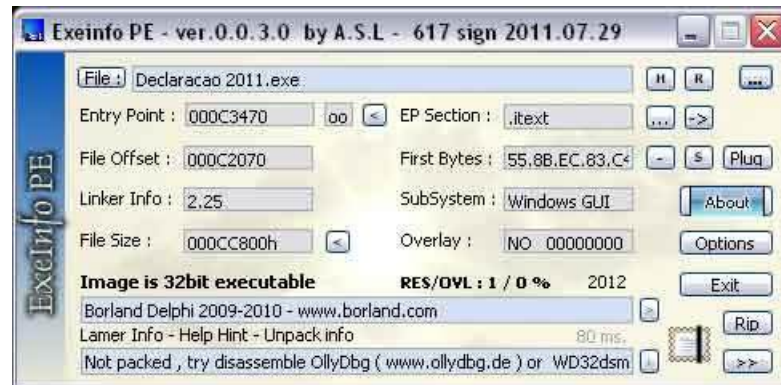 Exeinfo PE - ver.0.0.3.0 by A.S.L - 617 sign 2011.07.29
File : Declaracao 2011.exe H R ...
Entry Point : 000C3470 oo < EP Section : .itext ... ->
File Offset : 000C2070 First Bytes : 55.8B.EC.83.C4 - S Plug
Linker Info : 2.25 SubSystem : Windows GUI About
File Size : 000CC800h < Overlay : NO 00000000 Options
Image is 32bit executable RES/OVL : 1 / 0 % 2012 Exit
Borland Delphi 2009-2010 - www.borland.com
Lamer Info - Help Hint - Unpack info 80 ms. Rip
Not packed , try disassemble OllyDbg ( www.ollydbg.de ) or WD32dsm >>
ExeInfo PE